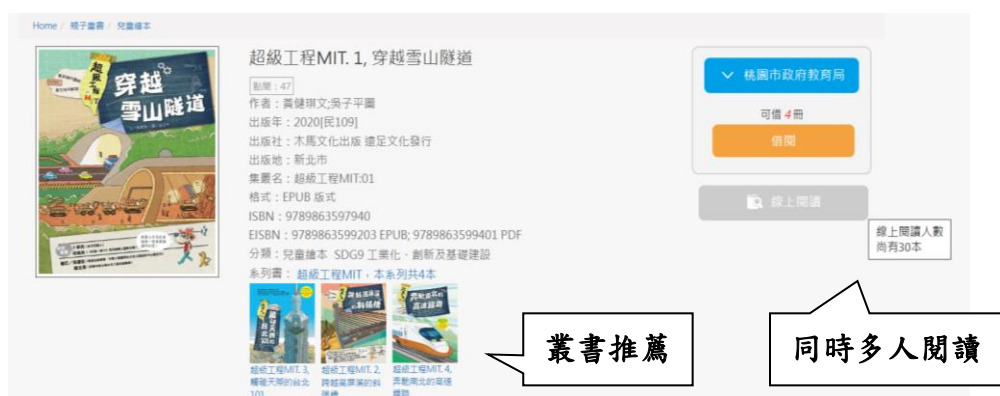 Home / 親子童書 / 兒童繪本
超級工程MIT
穿越
雪山隧道
超級工程MIT. 1, 穿越雪山隧道
點閱：47
作者：黃健琪文;吳子平圖
出版年：2020[民109]
出版社：木馬文化出版 遠足文化發行
出版地：新北市
集叢名：超級工程MIT:01
格式：EPUB 版式
ISBN：9789863597940
EISBN：9789863599203 EPUB; 9789863599401 PDF
分類：兒童繪本 SDG9 工業化、創新及基礎建設
系列書： 超級工程MIT，本系列共4本
超級工程MIT. 3,
觸碰天際的台北
101
超級工程MIT. 2,
跨越高屏溪的斜
張橋
超級工程MIT. 4,
奔馳南北的高速
鐵路
桃園市政府教育局
可借 4 冊
借閱
線上閱讀
線上閱讀人數
尚有30本
叢書推薦
同時多人閱讀